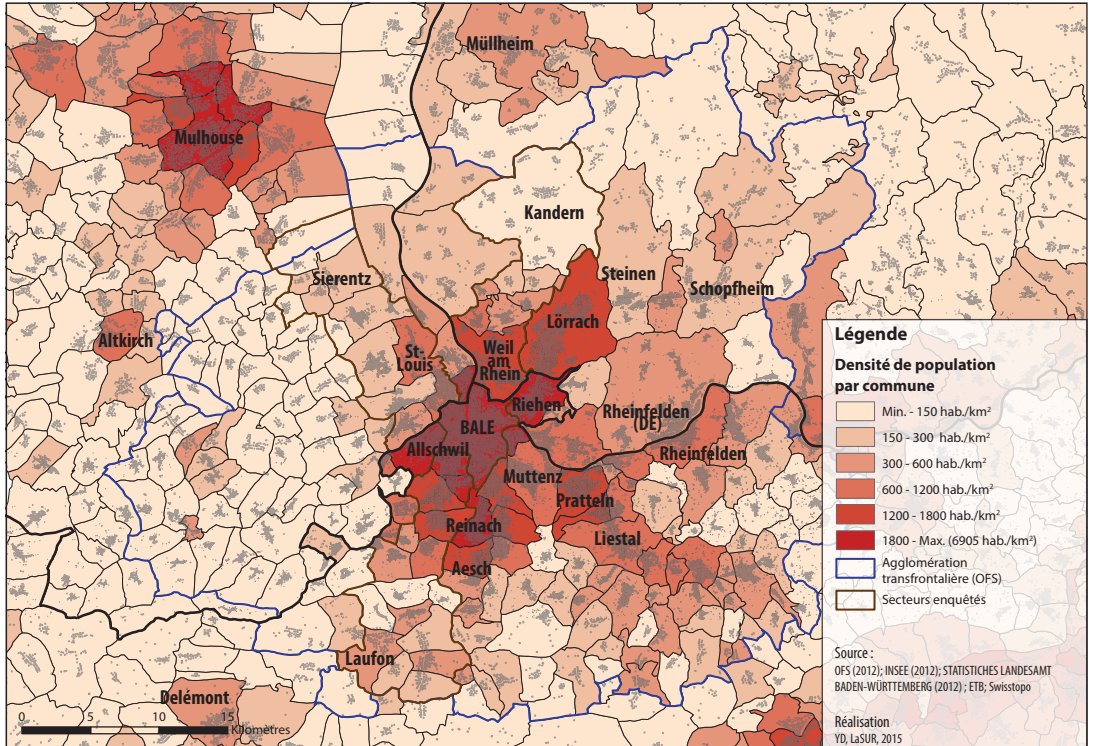 Müllheim
Mulhouse
Kandern
Sierentz
Steinen
Schopfheim
Altkirch
Lörrach
St-
Louis
Weil
am
Rhein
Riehen
BALE
Rheinfelden
(DE)
Allschwil
Rheinfelden
Muttenz
Pratteln
Reinach
Liestal
Aesch
Laufon
Delémont
0 5 10 15
Kilomètres
Légende
Densité de population
par commune
Min. - 150 hab./km²
150 - 300 hab./km²
300 - 600 hab./km²
600 - 1200 hab./km²
1200 - 1800 hab./km²
1800 - Max. (6905 hab./km²)
Agglomération
transfrontalière (OFS)
Secteurs enquêtés
Source :
OFS (2012); INSEE (2012); STATISTICHES LANDESAMT
BADEN-WÜRTTEMBERG (2012) ; ETB; Swisstopo
Réalisation
YD, LaSUR, 2015